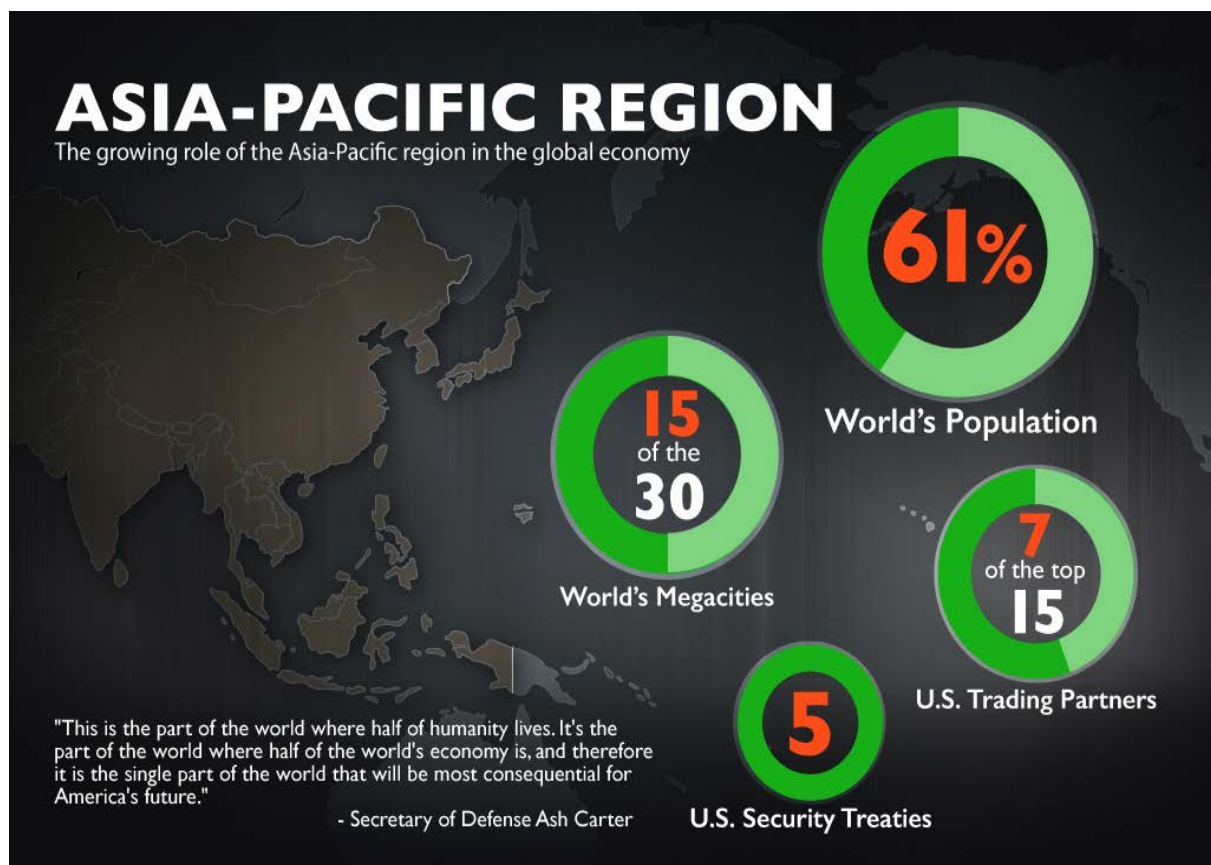 ASIA-PACIFIC REGION
The growing role of the Asia-Pacific region in the global economy
61%
World's Population
15
of the
30
World's Megacities
7
of the top
15
U.S. Trading Partners
5
U.S. Security Treaties
"This is the part of the world where half of humanity lives. It's the
part of the world where half of the world's economy is, and therefore
it is the single part of the world that will be most consequential for
America's future."
- Secretary of Defense Ash Carter